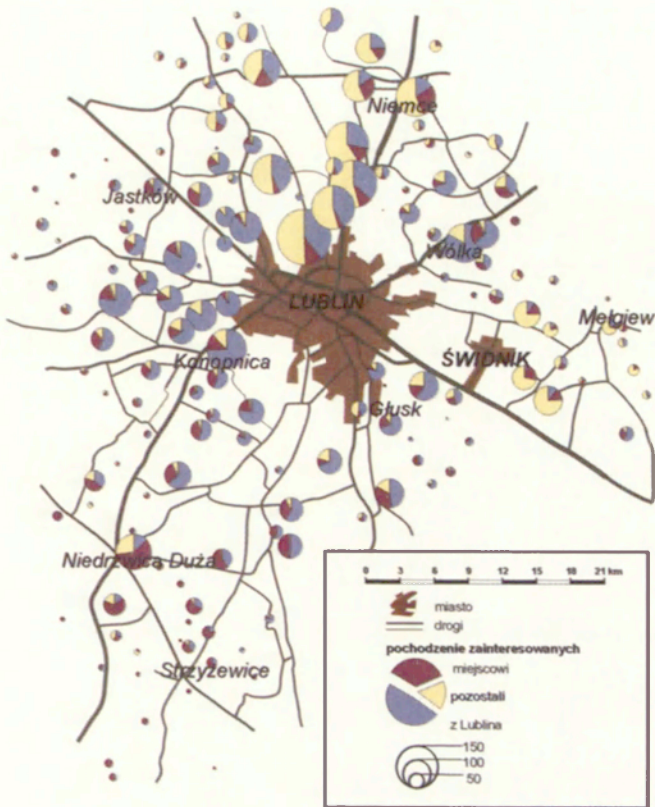 Niemce
Jastków
Wólka
LUBLIN
Mełgiew
ŚWIDNIK
Konopnica
Głusk
Niedrzwica Duża
Strzyżewice
0 3 6 9 12 15 18 21 km
miasto
drogi
pochodzenie zainteresowanych
miejscowi
pozostali
z Lublina
150
100
50